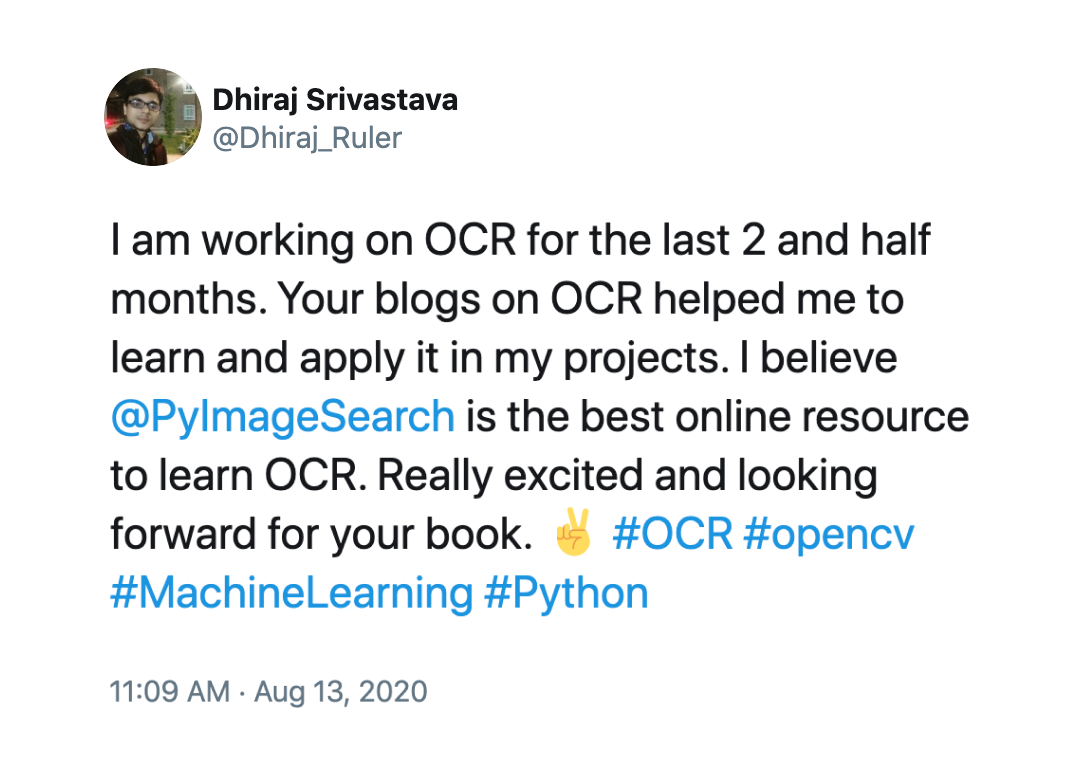 Dhiraj Srivastava
@Dhiraj_Ruler
I am working on OCR for the last 2 and half
months. Your blogs on OCR helped me to
learn and apply it in my projects. I believe
@PyImageSearch is the best online resource
to learn OCR. Really excited and looking
forward for your book. ✌️ #OCR #opencv
#MachineLearning #Python
11:09 AM · Aug 13, 2020